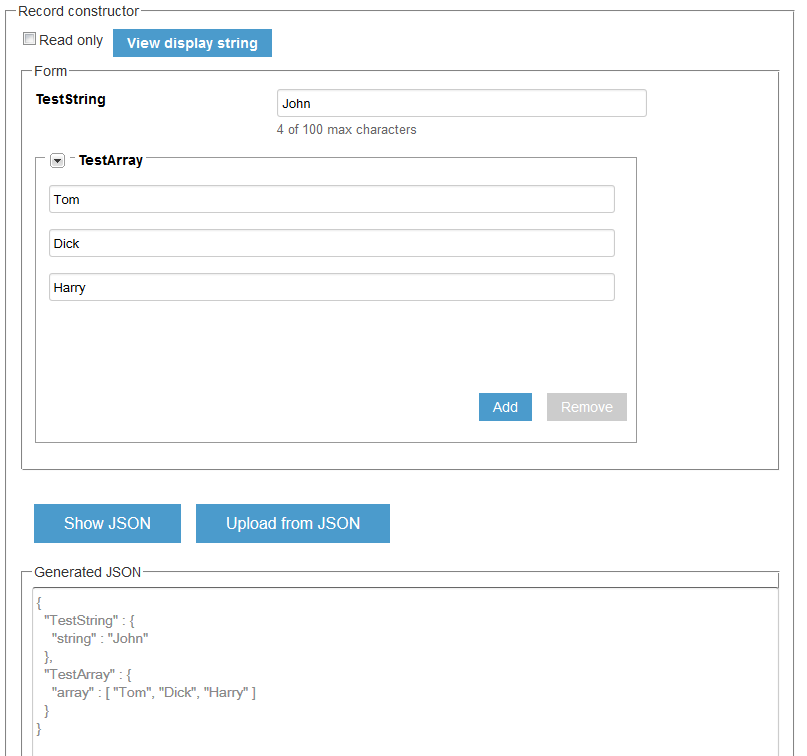 Record constructor
Read only View display string
Form
TestString John
4 of 100 max characters
TestArray
Tom
Dick
Harry
Add Remove
Show JSON Upload from JSON
Generated JSON
{
"TestString" : {
"string" : "John"
},
"TestArray" : {
"array" : [ "Tom", "Dick", "Harry" ]
}
}